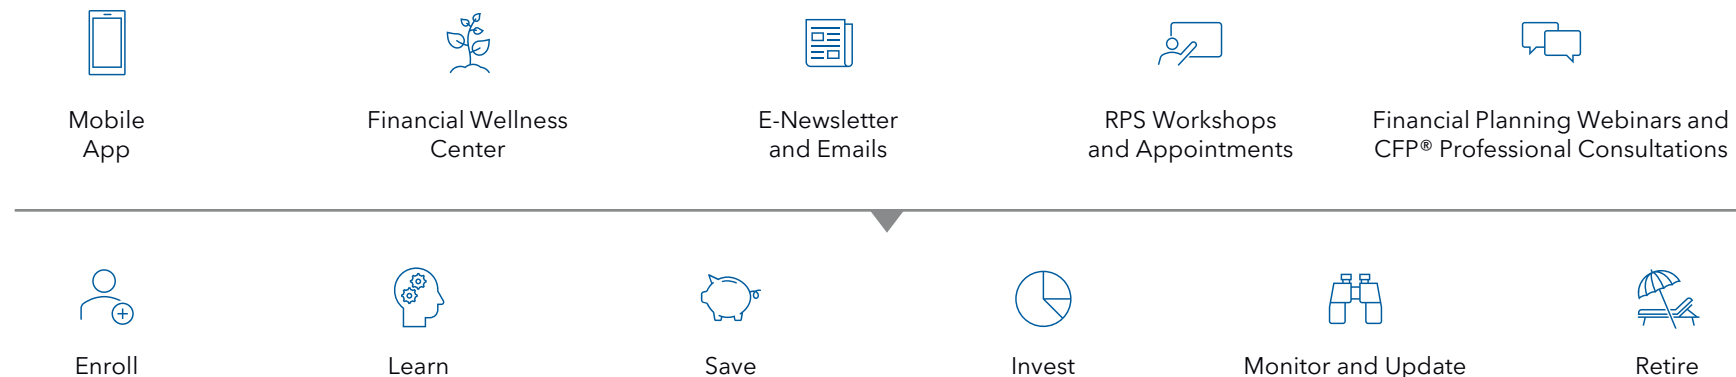 Mobile
App
Financial Wellness
Center
E-Newsletter
and Emails
RPS Workshops
and Appointments
Financial Planning Webinars and
CFP® Professional Consultations
Enroll
Learn
Save
Invest
Monitor and Update
Retire